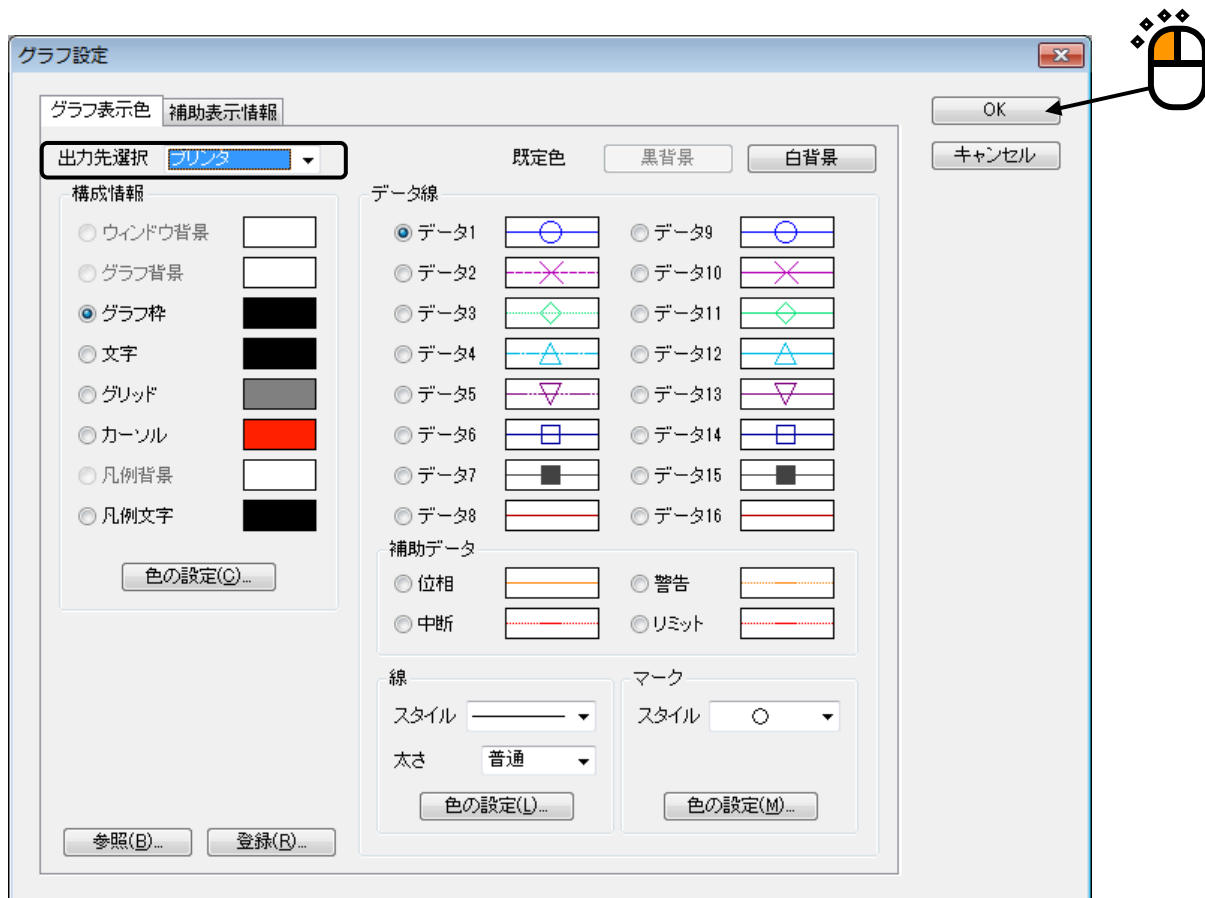 グラフ設定
グラフ表示色 補助表示情報
OK
出力先選択 プリンタ 既定色 黒背景 白背景
キャンセル
構成情報
ウィンドウ背景
グラフ背景
グラフ枠
文字
グリッド
カーソル
凡例背景
凡例文字
色の設定(C)...
データ線
データ1 データ9
データ2 データ10
データ3 データ11
データ4 データ12
データ5 データ13
データ6 データ14
データ7 データ15
データ8 データ16
補助データ
位相 警告
中断 リミット
線
スタイル
太さ 普通
色の設定(L)...
マーク
スタイル
色の設定(M)...
参照(B)... 登録(R)...